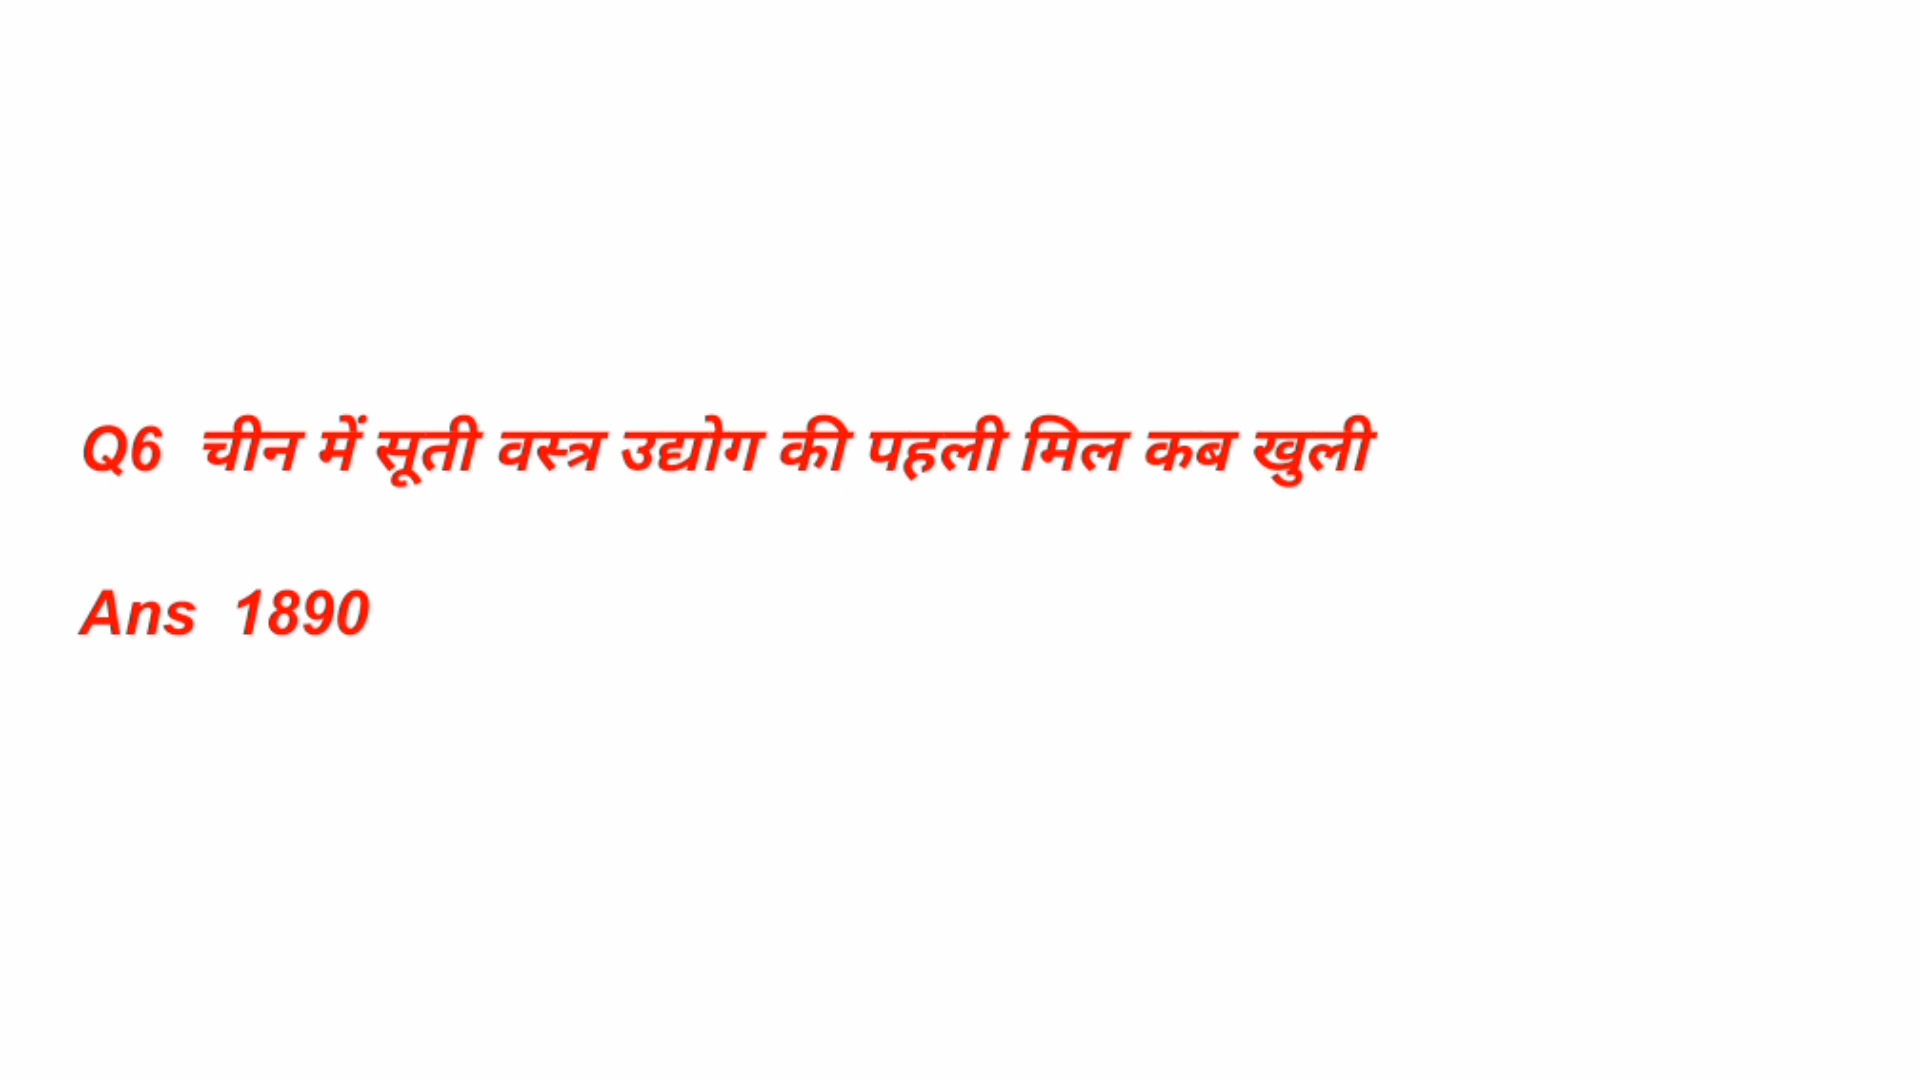 Q6 चीन में सूती वस्त्र उद्योग की पहली मिल कब खुली
Ans 1890